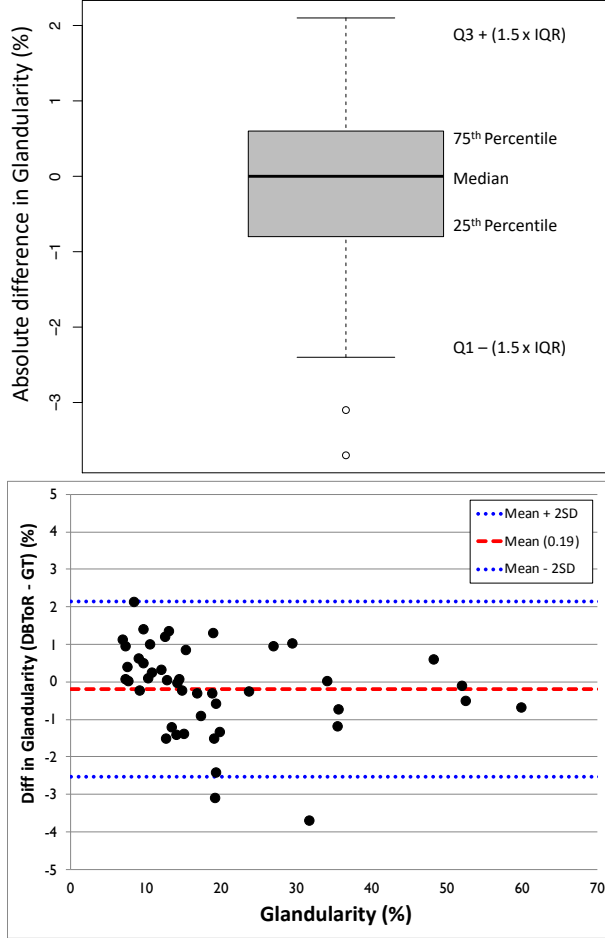 Absolute difference in Glandularity (%)
2
1
0
−1
−2
−3
Q3 + (1.5 x IQR)
75th Percentile
Median
25th Percentile
Q1 – (1.5 x IQR)
Diff in Glandularity (DBToR - GT) (%)
5
4
3
2
1
0
-1
-2
-3
-4
-5
Mean + 2SD
Mean (0.19)
Mean - 2SD
0 10 20 30 40 50 60 70
Glandularity (%)